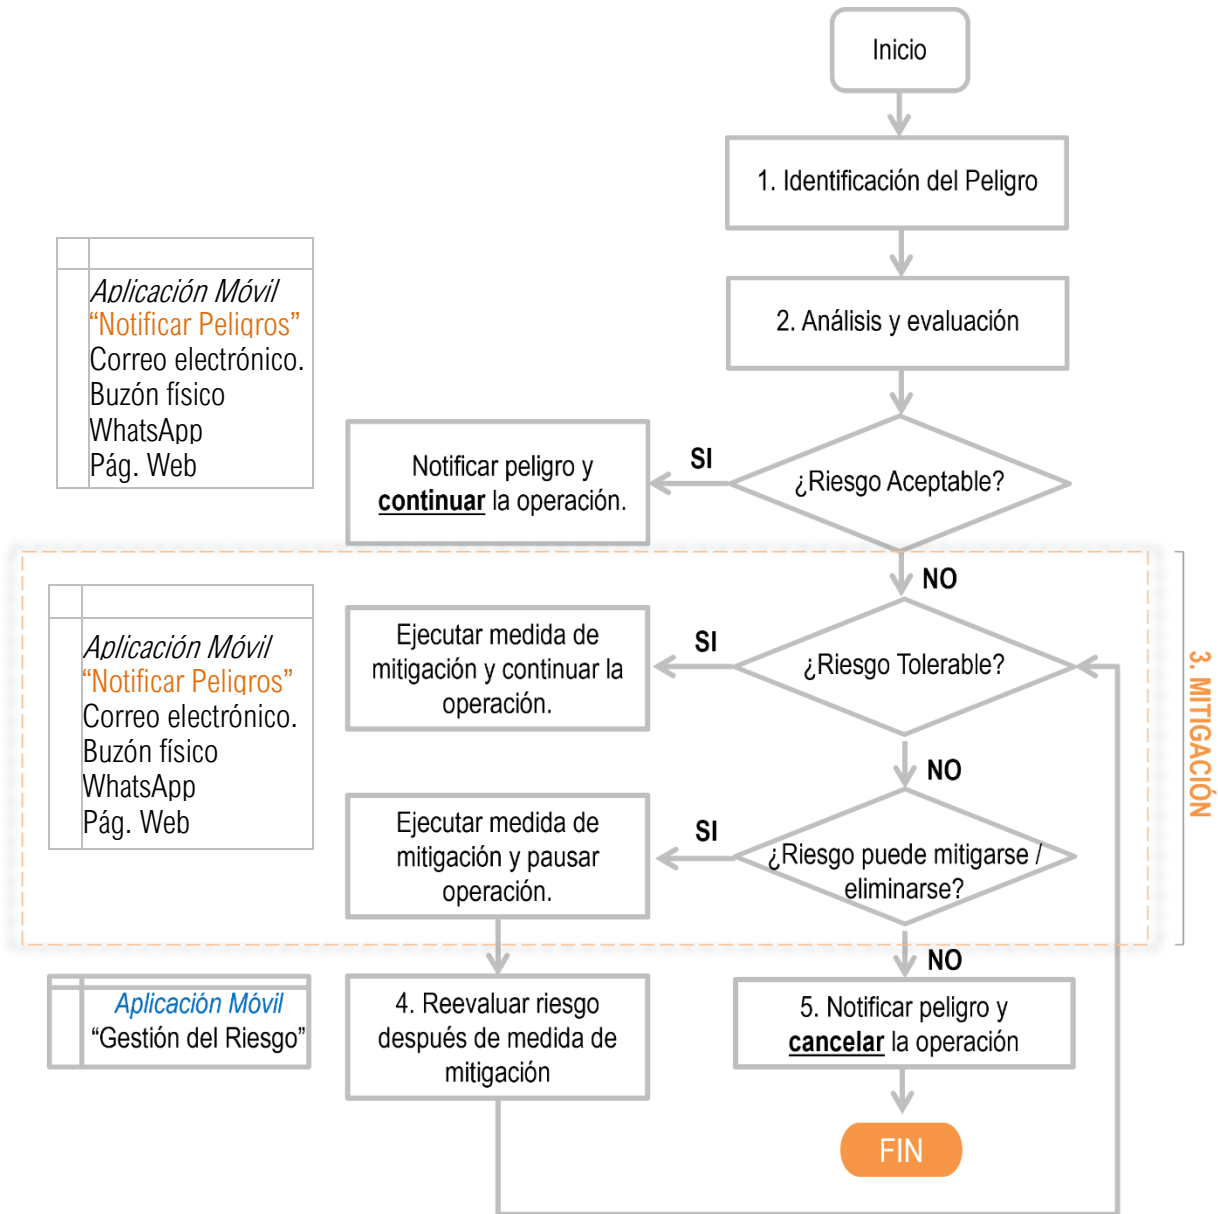 Inicio
1. Identificación del Peligro
2. Análisis y evaluación
Aplicación Móvil
“Notificar Peligros”
Correo electrónico.
Buzón físico
WhatsApp
Pág. Web
¿Riesgo Aceptable?
SI
Notificar peligro y
continuar la operación.
NO
¿Riesgo Tolerable?
SI
Ejecutar medida de
mitigación y continuar la
operación.
Aplicación Móvil
“Notificar Peligros”
Correo electrónico.
Buzón físico
WhatsApp
Pág. Web
3. MITIGACIÓN
NO
¿Riesgo puede mitigarse /
eliminarse?
SI
Ejecutar medida de
mitigación y pausar
operación.
NO
Aplicación Móvil
“Gestión del Riesgo”
4. Reevaluar riesgo
después de medida de
mitigación
5. Notificar peligro y
cancelar la operación
FIN